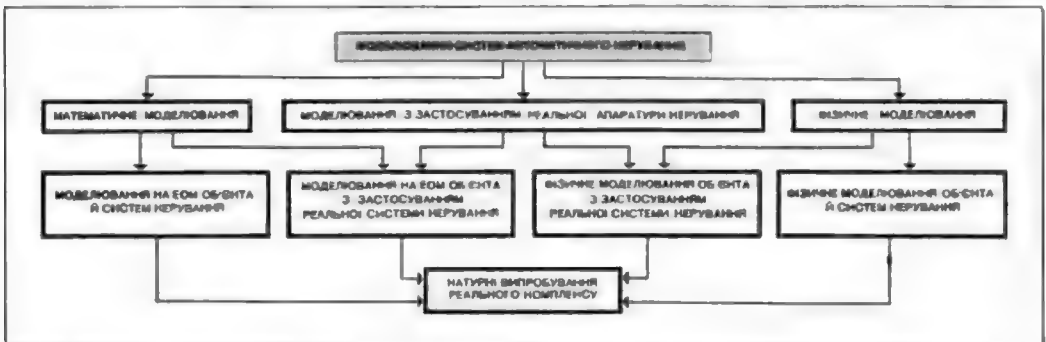 МОДЕЛЮВАННЯ СИСТЕМ АВТОМАТИЧНОГО КЕРУВАННЯ
МАТЕМАТИЧНЕ МОДЕЛЮВАННЯ
МОДЕЛЮВАННЯ З ЗАСТОСУВАННЯМ РЕАЛЬНОЇ АПАРАТУРИ КЕРУВАННЯ
ФІЗИЧНЕ МОДЕЛЮВАННЯ
МОДЕЛЮВАННЯ НА ЕОМ ОБ'ЄКТА
Й СИСТЕМ КЕРУВАННЯ
МОДЕЛЮВАННЯ НА ЕОМ ОБ'ЄКТА
З ЗАСТОСУВАННЯМ
РЕАЛЬНОЇ СИСТЕМИ КЕРУВАННЯ
ФІЗИЧНЕ МОДЕЛЮВАННЯ ОБ'ЄКТА
З ЗАСТОСУВАННЯМ
РЕАЛЬНОЇ СИСТЕМИ КЕРУВАННЯ
ФІЗИЧНЕ МОДЕЛЮВАННЯ ОБ'ЄКТА
Й СИСТЕМ КЕРУВАННЯ
НАТУРНІ ВИПРОБУВАННЯ
РЕАЛЬНОГО КОМПЛЕКСУ